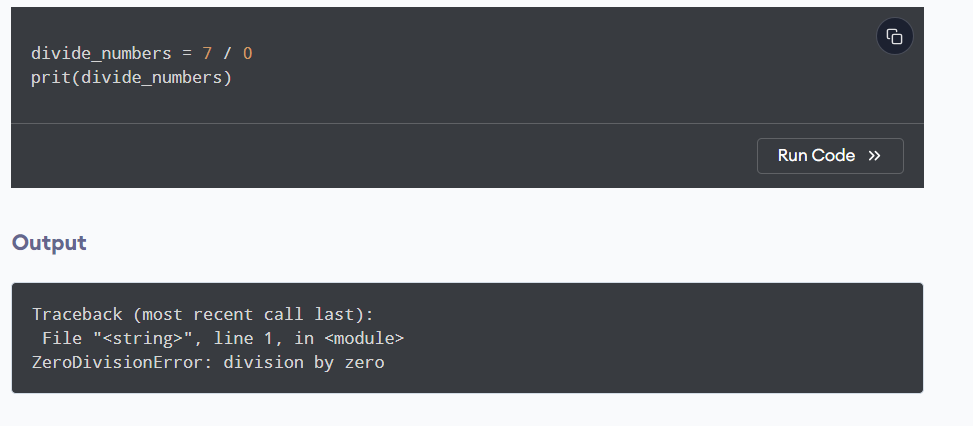 divide_numbers = 7 / 0
prit(divide_numbers)
Run Code »
Output
Traceback (most recent call last):
 File "<string>", line 1, in <module>
ZeroDivisionError: division by zero